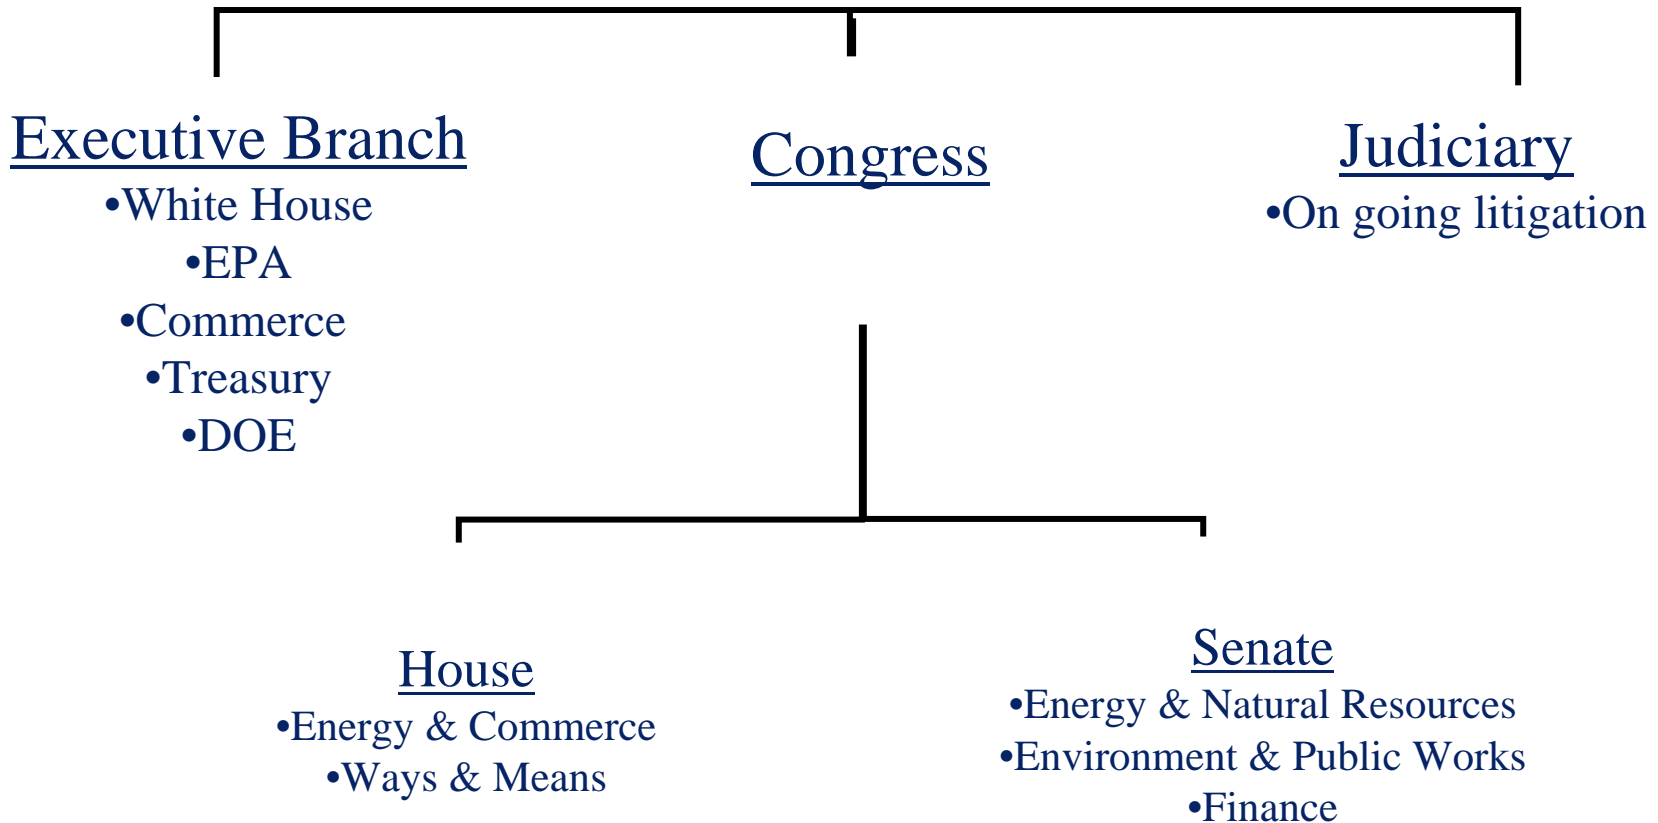 Executive Branch
•White House
•EPA
•Commerce
•Treasury
•DOE
Congress
Judiciary
•On going litigation
House
•Energy & Commerce
•Ways & Means
Senate
•Energy & Natural Resources
•Environment & Public Works
•Finance